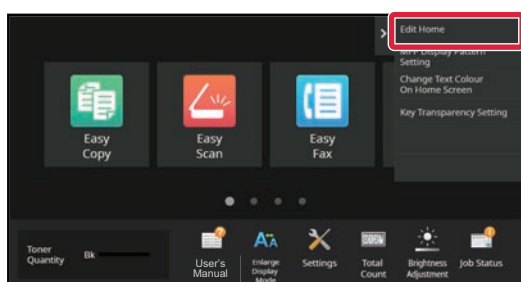 Edit Home
MFP Display Pattern
Setting
Change Text Colour
On Home Screen
Key Transparency Setting
Easy
Copy
Easy
Scan
Easy
Fax
Toner
Quantity
Bk
User's
Manual
Enlarge
Display
Mode
Settings
Total
Count
Brightness
Adjustment
Job Status